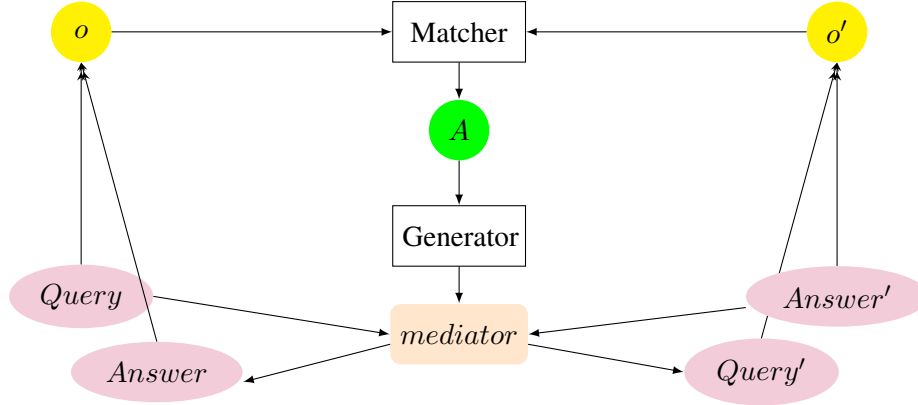 o
Matcher
o′
A
Generator
Query
Answer′
mediator
Answer
Query′